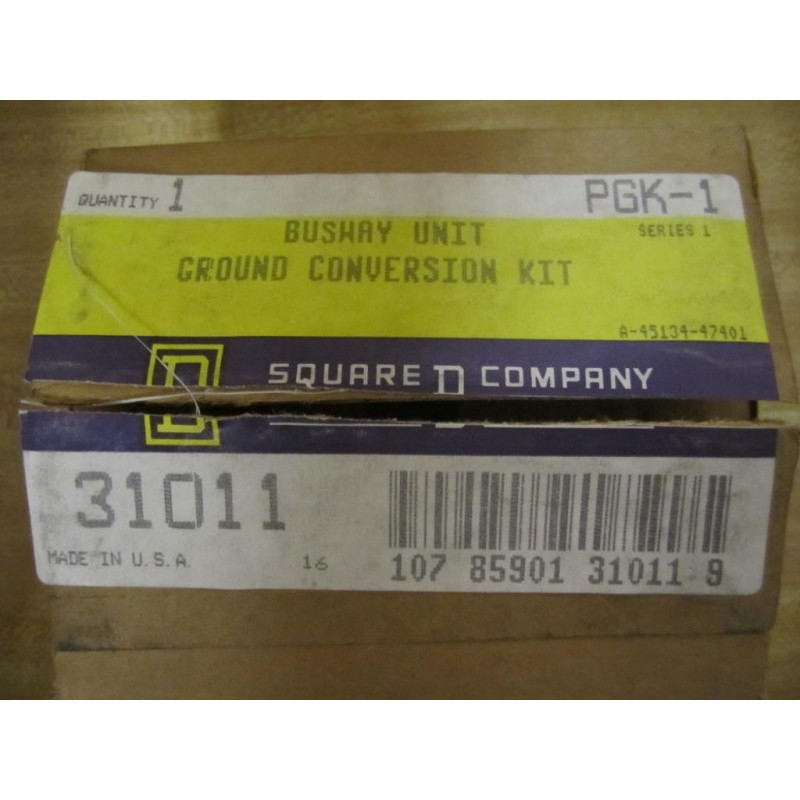 QUANTITY 1
PGK-1
BUSWAY UNIT
SERIES 1
GROUND CONVERSION KIT
A-45134-47401
D
SQUARE D COMPANY
31011
MADE IN U.S.A.
16
107 85901 31011 9